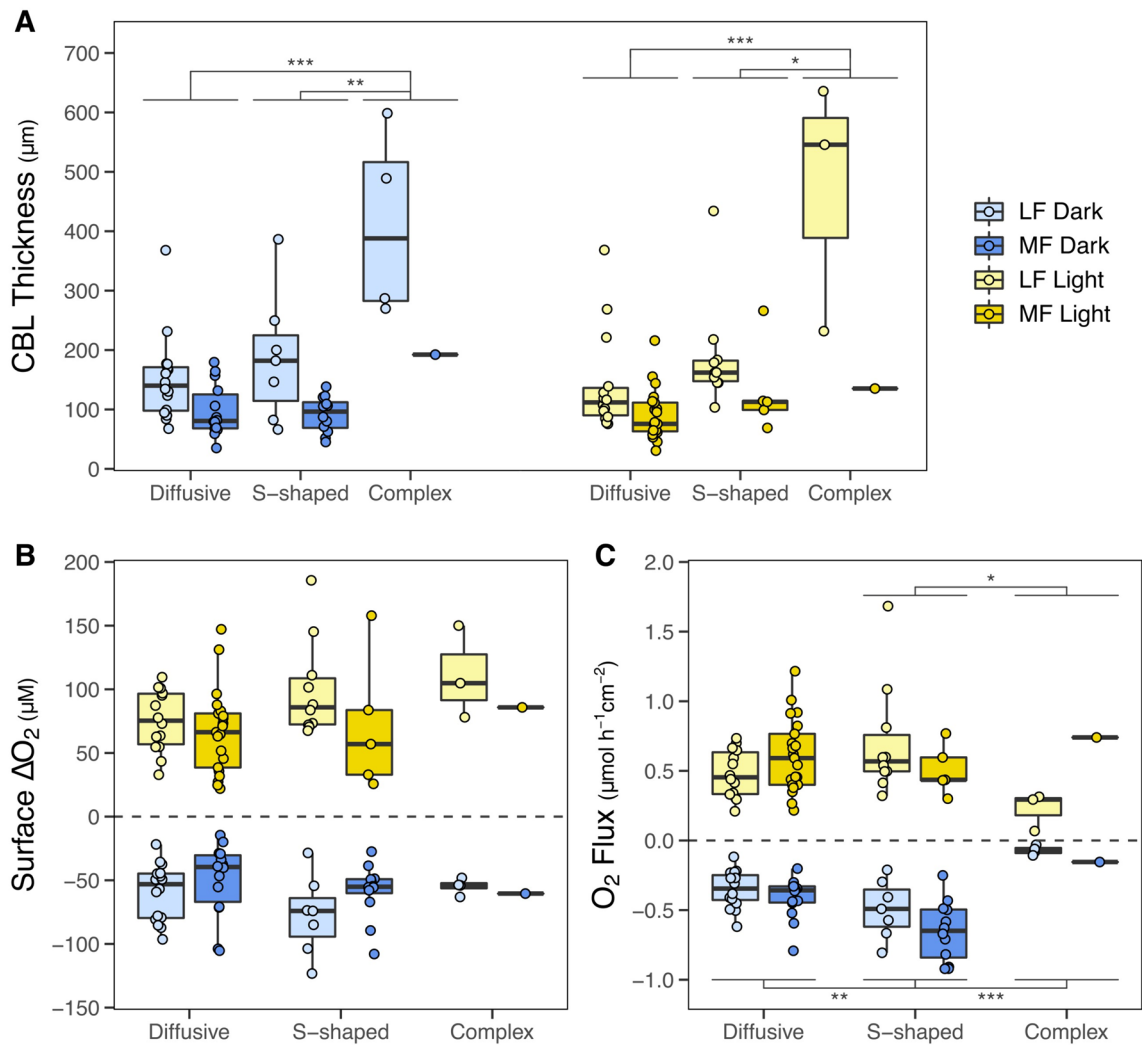 A
CBL Thickness (μm)
700
600
500
400
300
200
100
0
***
**
***
*
Diffusive
S−shaped
Complex
Diffusive
S−shaped
Complex
LF Dark
MF Dark
LF Light
MF Light
B
Surface ΔO₂ (μM)
200
150
100
50
0
−50
−100
−150
Diffusive
S−shaped
Complex
C
O₂ Flux (μmol h⁻¹cm⁻²)
2.0
1.5
1.0
0.5
0.0
−0.5
−1.0
*
**
***
Diffusive
S−shaped
Complex